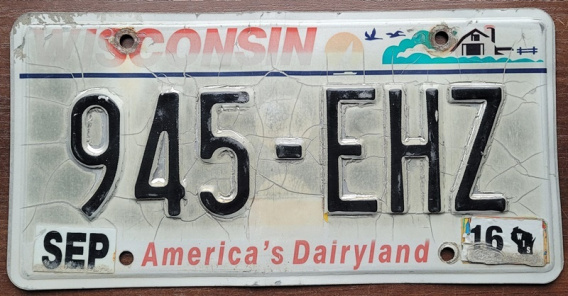 WISCONSIN
945-EHZ
SEP America's Dairyland 16